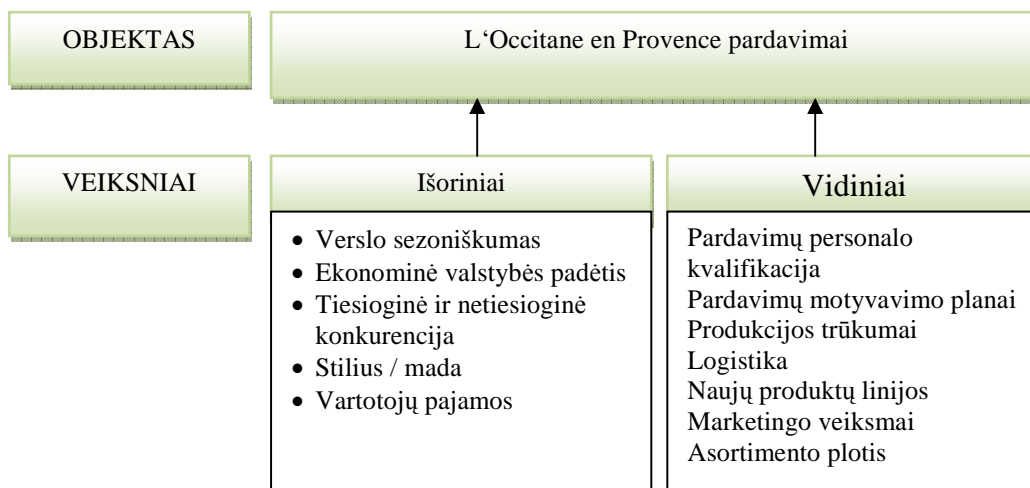 OBJEKTAS
L‘Occitane en Provence pardavimai
VEIKSNIAI
Išoriniai
• Verslo sezoniškumas
• Ekonominė valstybės padėtis
• Tiesioginė ir netiesioginė
konkurencija
• Stilius / mada
• Vartotojų pajamos
Vidiniai
Pardavimų personalo
kvalifikacija
Pardavimų motyvavimo planai
Produkcijos trūkumai
Logistika
Naujų produktų linijos
Marketingo veiksmai
Asortimento plotis